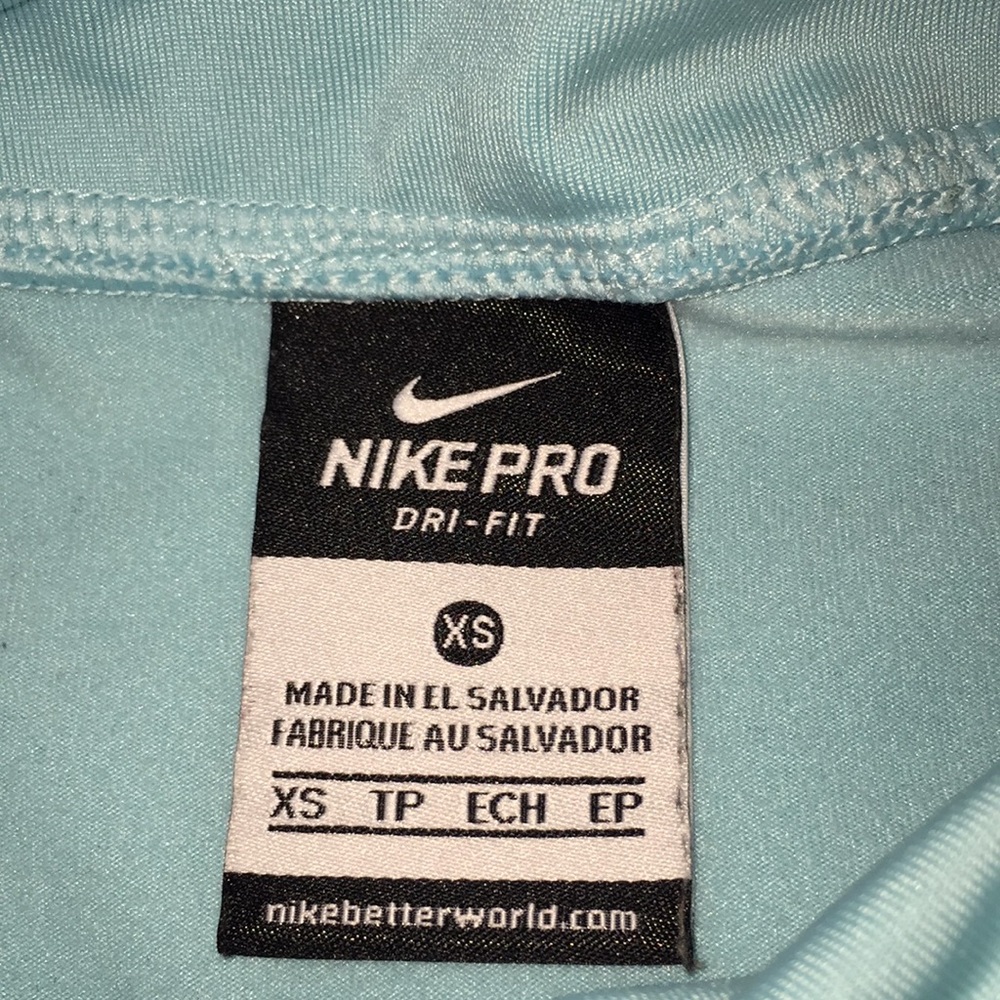 NIKE PRO
DRI-FIT
XS
MADE IN EL SALVADOR
FABRIQUE AU SALVADOR
XS TP ECH EP
nikebetterworld.com